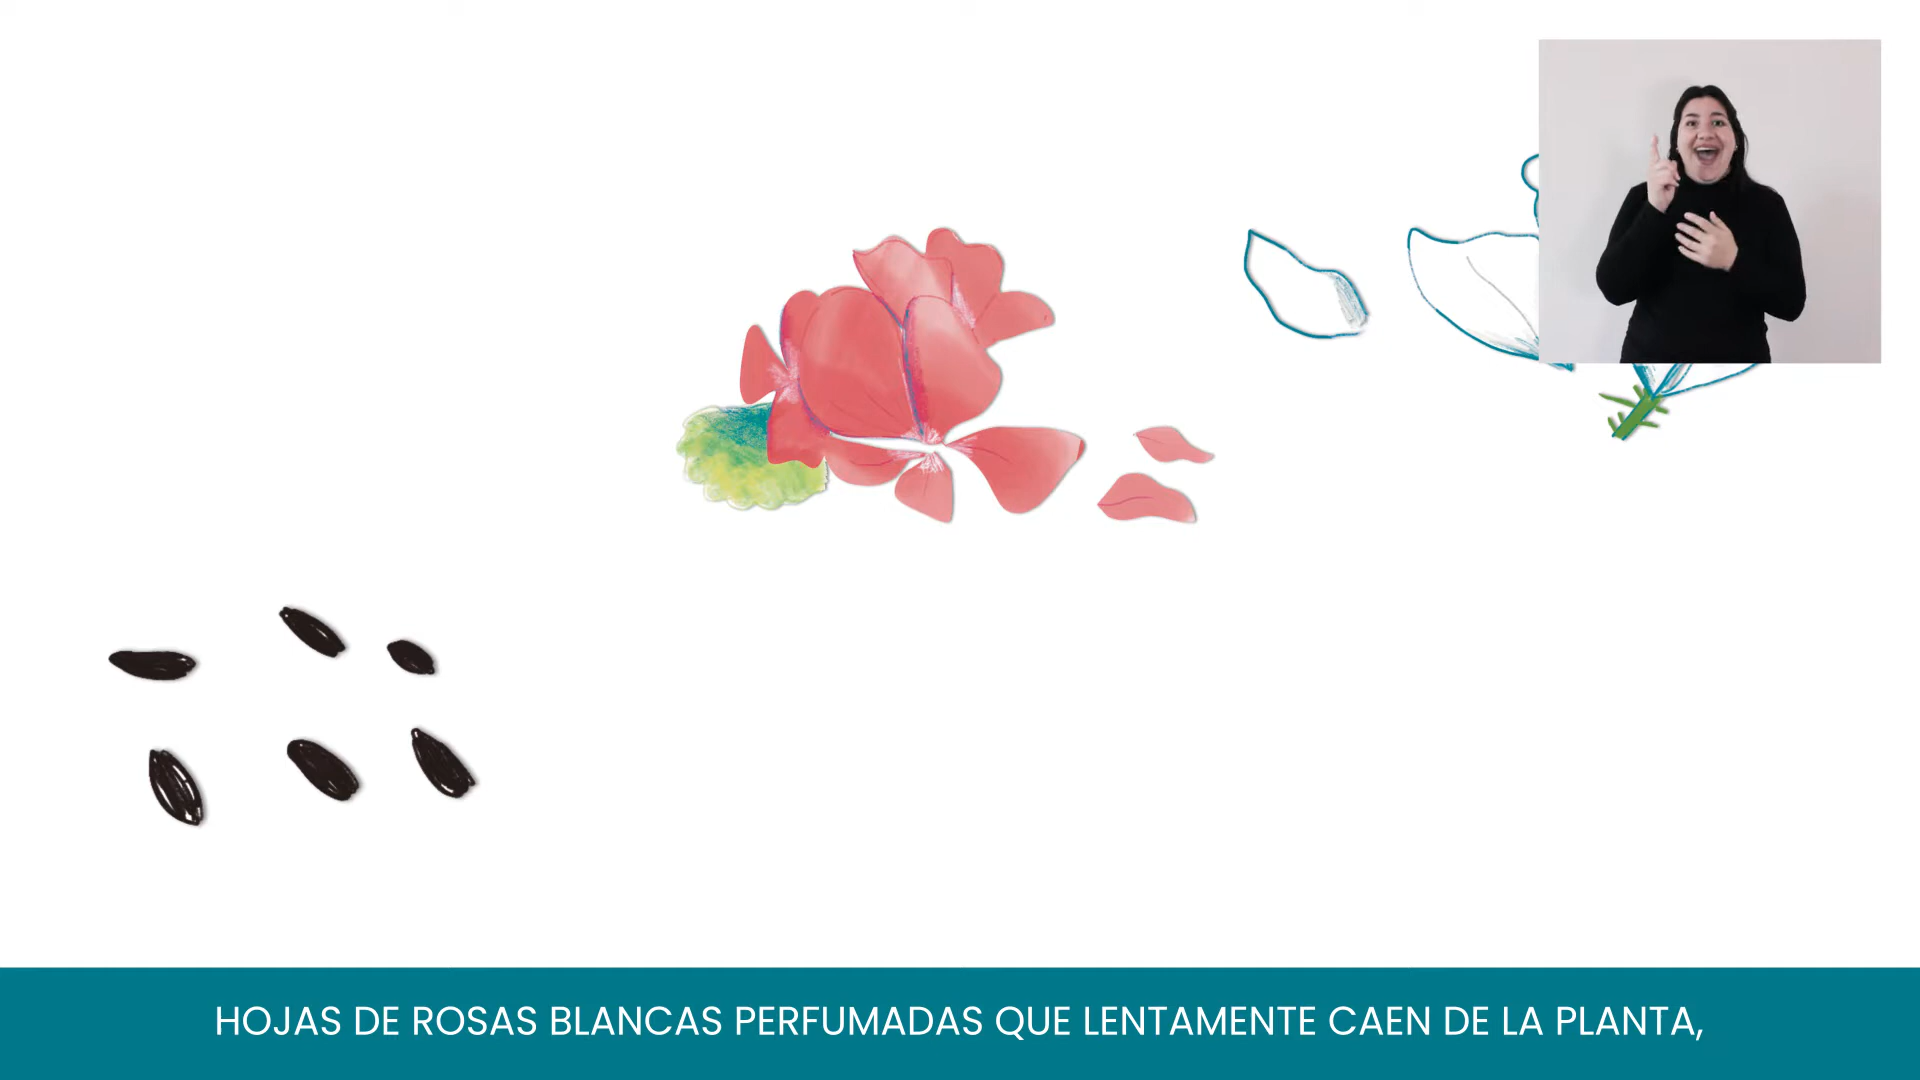 HOJAS DE ROSAS BLANCAS PERFUMADAS QUE LENTAMENTE CAEN DE LA PLANTA,